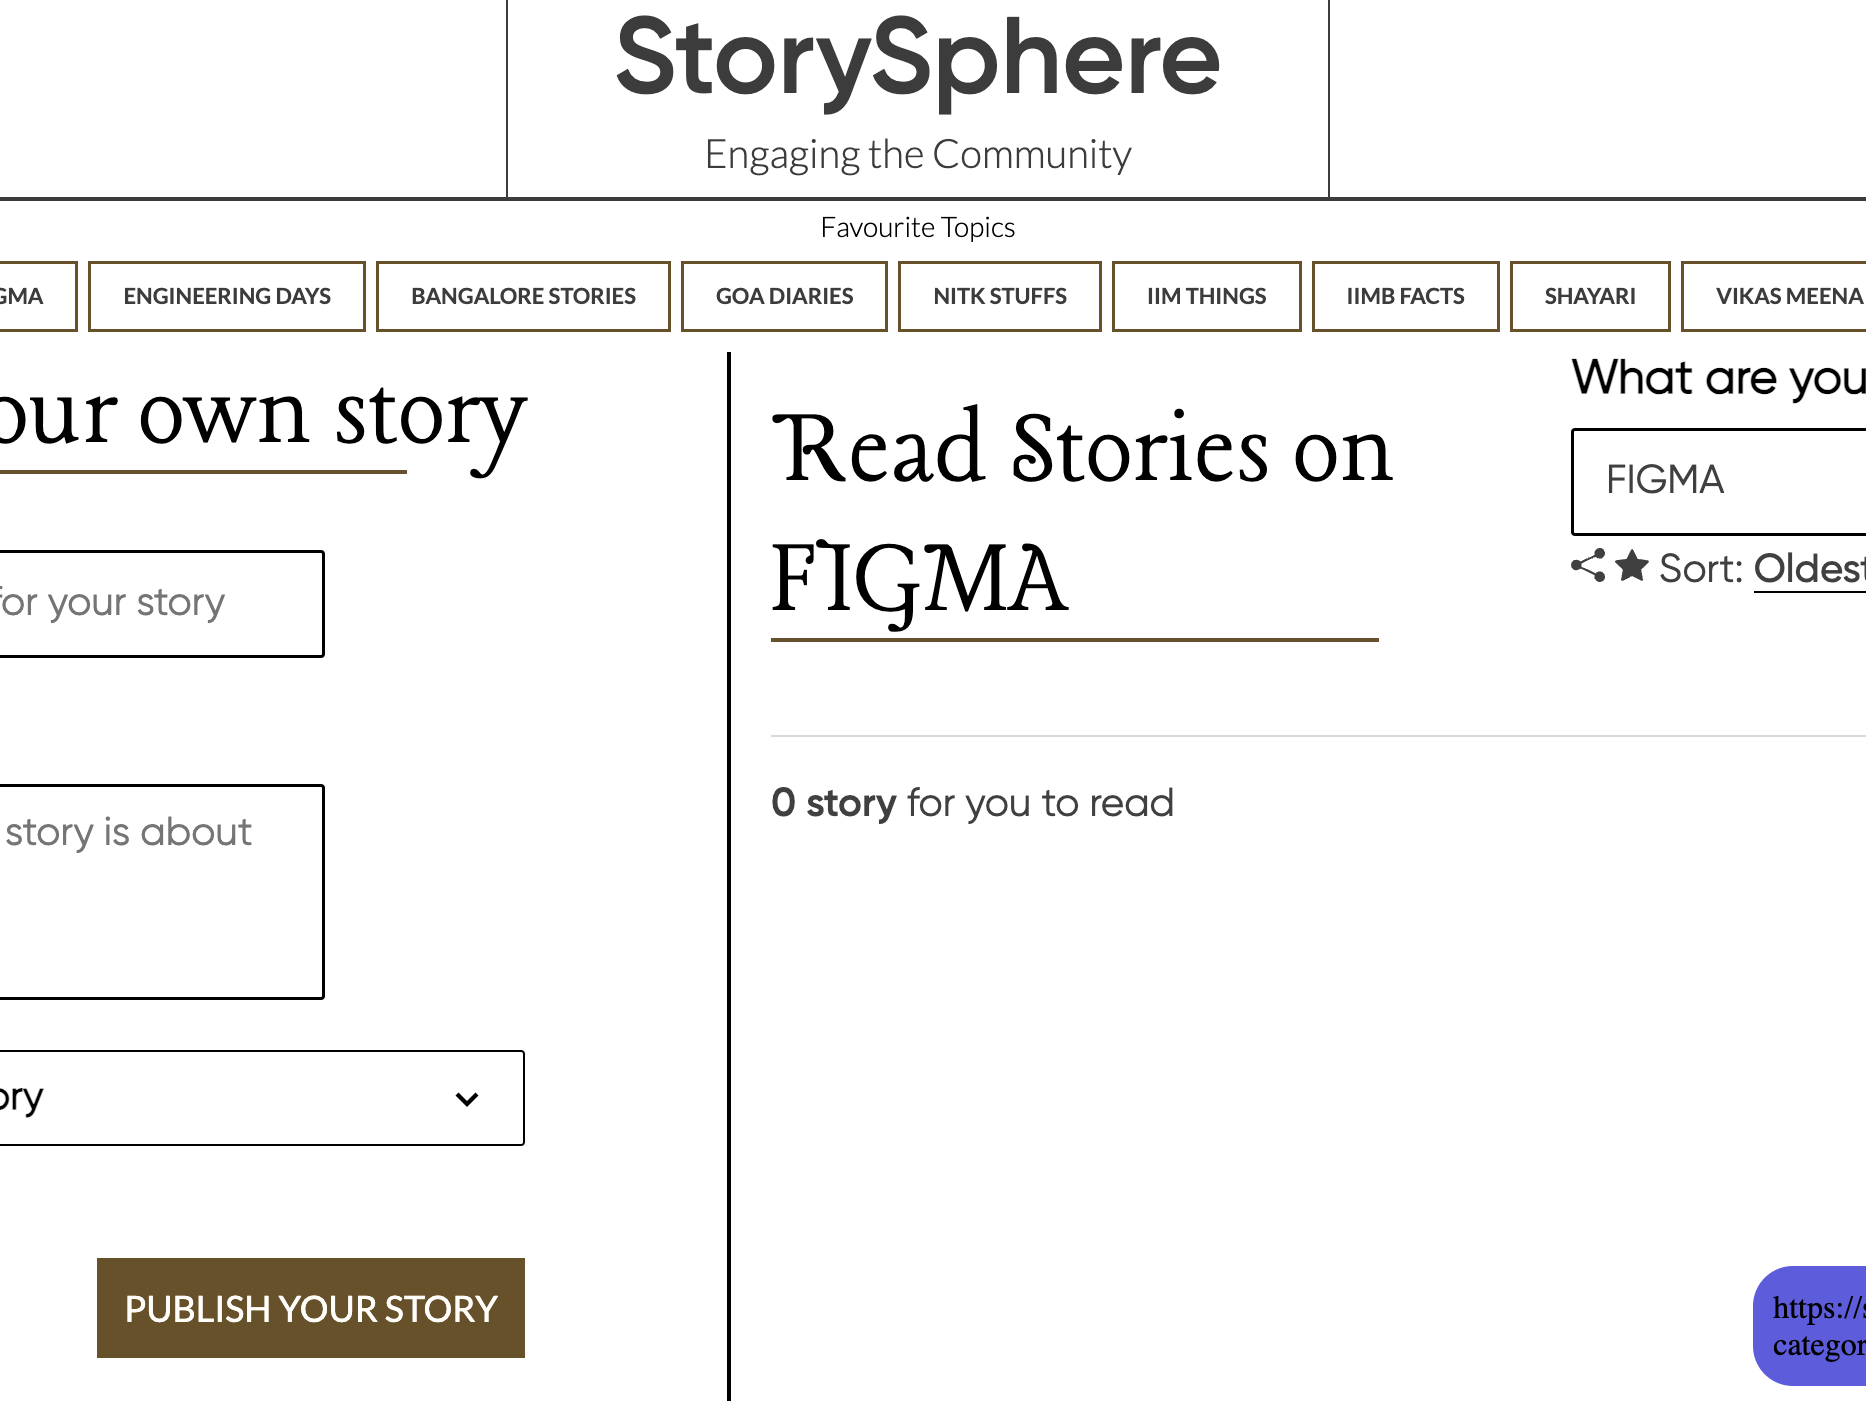 StorySphere
Engaging the Community
Favourite Topics
GMA
ENGINEERING DAYS
BANGALORE STORIES
GOA DIARIES
NITK STUFFS
IIM THINGS
IIMB FACTS
SHAYARI
VIKAS MEENA
our own story
for your story
story is about
ory
PUBLISH YOUR STORY
Read Stories on
FIGMA
What are you
FIGMA
Sort: Oldest
0 story for you to read
https://s
categor